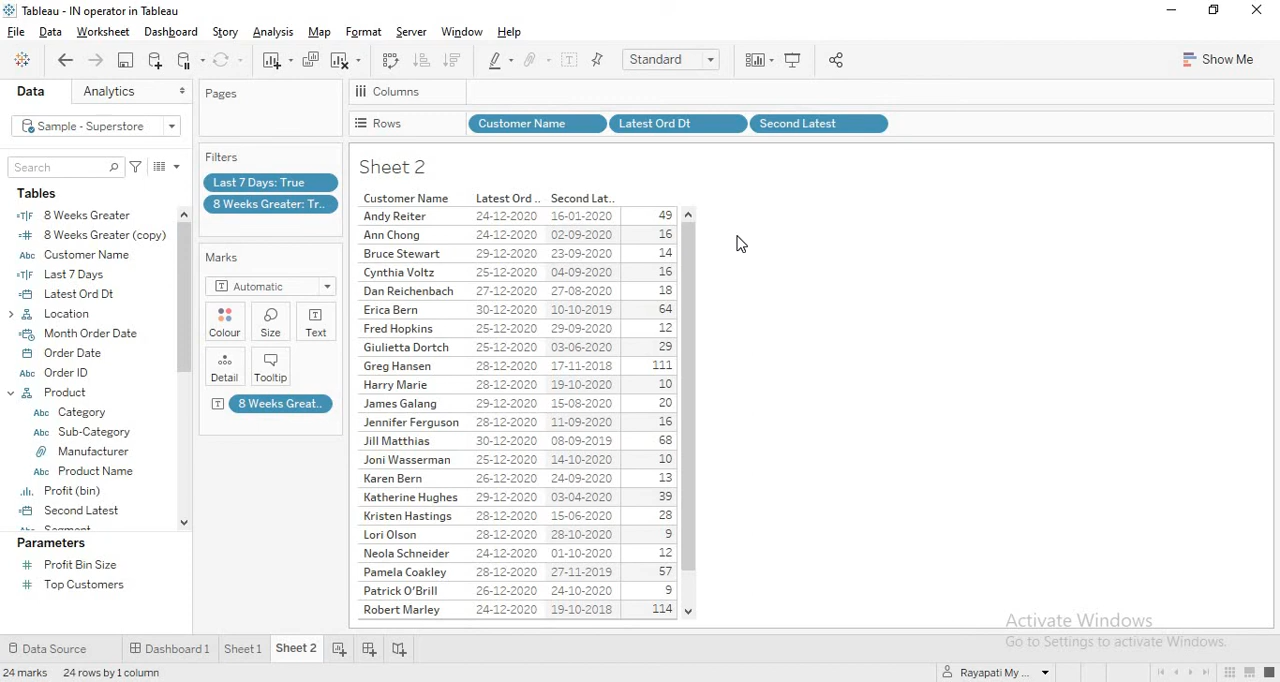 Tableau - IN operator in Tableau
File Data Worksheet Dashboard Story Analysis Map Format Server Window Help
Standard
Show Me
Data Analytics
Pages
Columns
Sample - Superstore
Rows Customer Name Latest Ord Dt Second Latest
Search
Filters
Last 7 Days: True
8 Weeks Greater: Tr..
Tables
8 Weeks Greater
8 Weeks Greater (copy)
Abc Customer Name
Last 7 Days
Latest Ord Dt
Location
Month Order Date
Order Date
Abc Order ID
Product
Abc Category
Abc Sub-Category
Manufacturer
Abc Product Name
Profit (bin)
Second Latest
Parameters
Profit Bin Size
Top Customers
Marks
Automatic
Colour Size Text
Detail Tooltip
8 Weeks Great..
Sheet 2
Customer Name Latest Ord .. Second Lat..
Andy Reiter 24-12-2020 16-01-2020 49
Ann Chong 24-12-2020 02-09-2020 16
Bruce Stewart 29-12-2020 23-09-2020 14
Cynthia Voltz 25-12-2020 04-09-2020 16
Dan Reichenbach 27-12-2020 27-08-2020 18
Erica Bern 30-12-2020 10-10-2019 64
Fred Hopkins 25-12-2020 29-09-2020 12
Giulietta Dortch 25-12-2020 03-06-2020 29
Greg Hansen 28-12-2020 17-11-2018 111
Harry Marie 28-12-2020 19-10-2020 10
James Galang 29-12-2020 15-08-2020 20
Jennifer Ferguson 28-12-2020 11-09-2020 16
Jill Matthias 30-12-2020 08-09-2019 68
Joni Wasserman 25-12-2020 14-10-2020 10
Karen Bern 26-12-2020 24-09-2020 13
Katherine Hughes 29-12-2020 03-04-2020 39
Kristen Hastings 28-12-2020 15-06-2020 28
Lori Olson 28-12-2020 28-10-2020 9
Neola Schneider 24-12-2020 01-10-2020 12
Pamela Coakley 28-12-2020 27-11-2019 57
Patrick O'Brill 26-12-2020 24-10-2020 9
Robert Marley 24-12-2020 19-10-2018 114
Activate Windows
Go to Settings to activate Windows.
Data Source Dashboard 1 Sheet 1 Sheet 2
24 marks 24 rows by 1 column Rayapati My ...